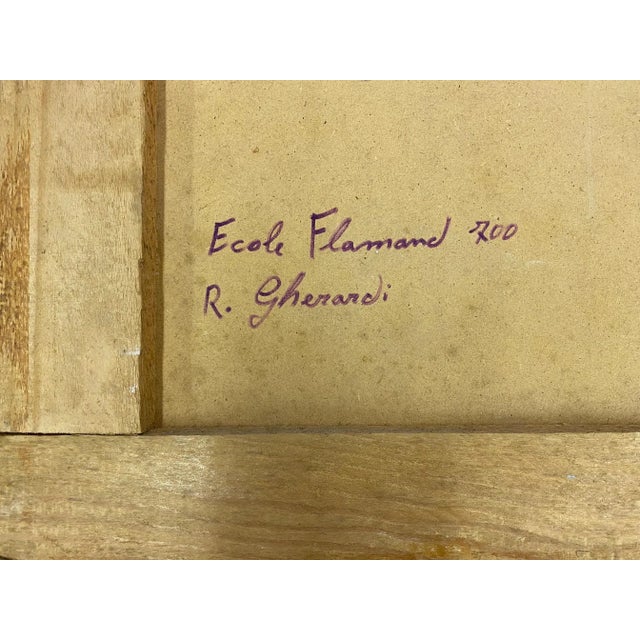 Ecole Flamand 700
R. Gherardi